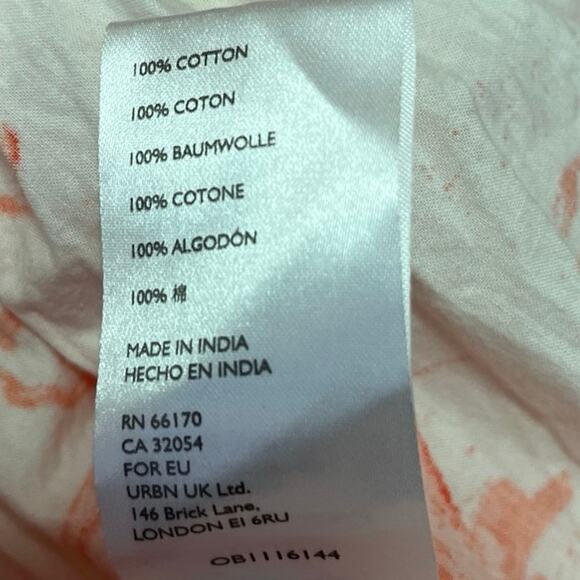 100% COTTON
100% COTON
100% BAUMWOLLE
100% COTONE
100% ALGODÓN
100% 棉
MADE IN INDIA
HECHO EN INDIA
RN 66170
CA 32054
FOR EU
URBN UK Ltd.
146 Brick Lane,
LONDON E1 6RU
OB1116144